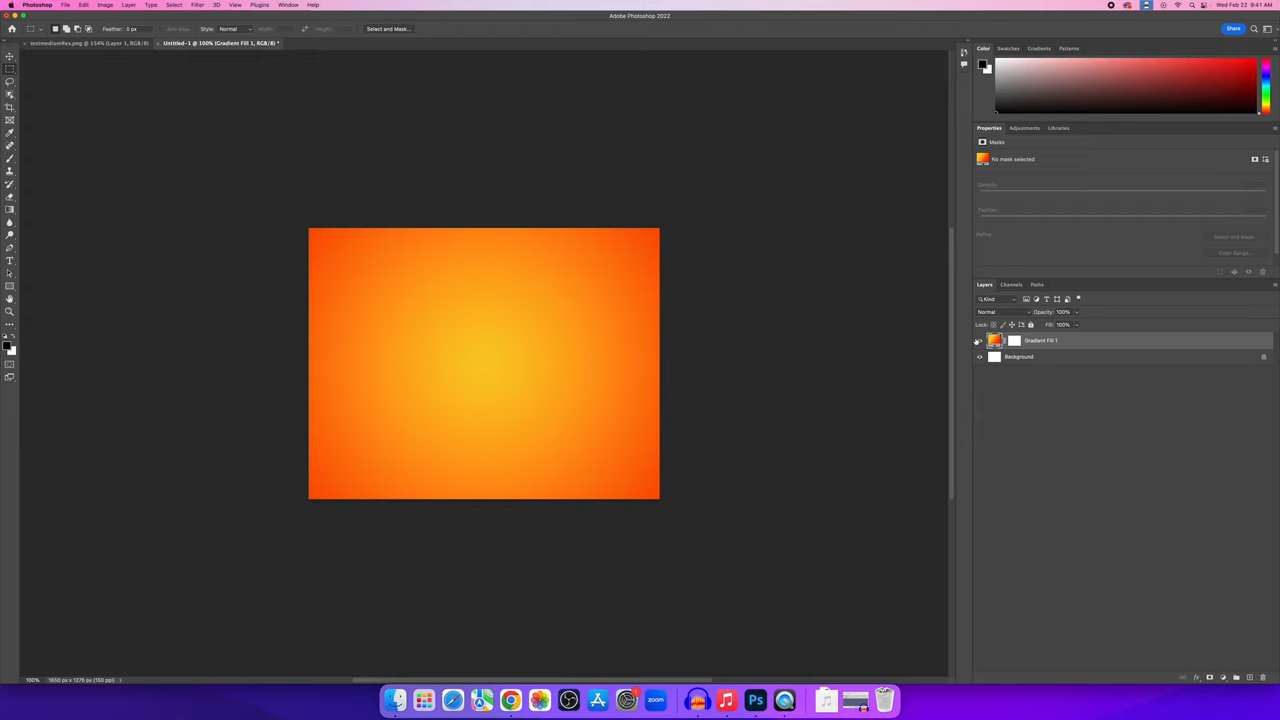 Photoshop File Edit Image Layer Type Select Filter 3D View Plugins Window Help Wed Feb 22 9:41 AM
Adobe Photoshop 2022
Feather: 0 px Anti-alias Style: Normal Width: Height: Select and Mask... Share
testmediumRes.png @ 154% (Layer 1, RGB/8) Untitled-1 @ 100% (Gradient Fill 1, RGB/8) *
Color Swatches Gradients Patterns
Properties Adjustments Libraries
Masks
No mask selected
Density:
Feather:
Refine:
Select and Mask...
Color Range...
Layers Channels Paths
Kind
Normal Opacity: 100%
Lock: Fill: 100%
Gradient Fill 1
Background
100% 1650 px x 1275 px (150 ppi)
zoom
Ps